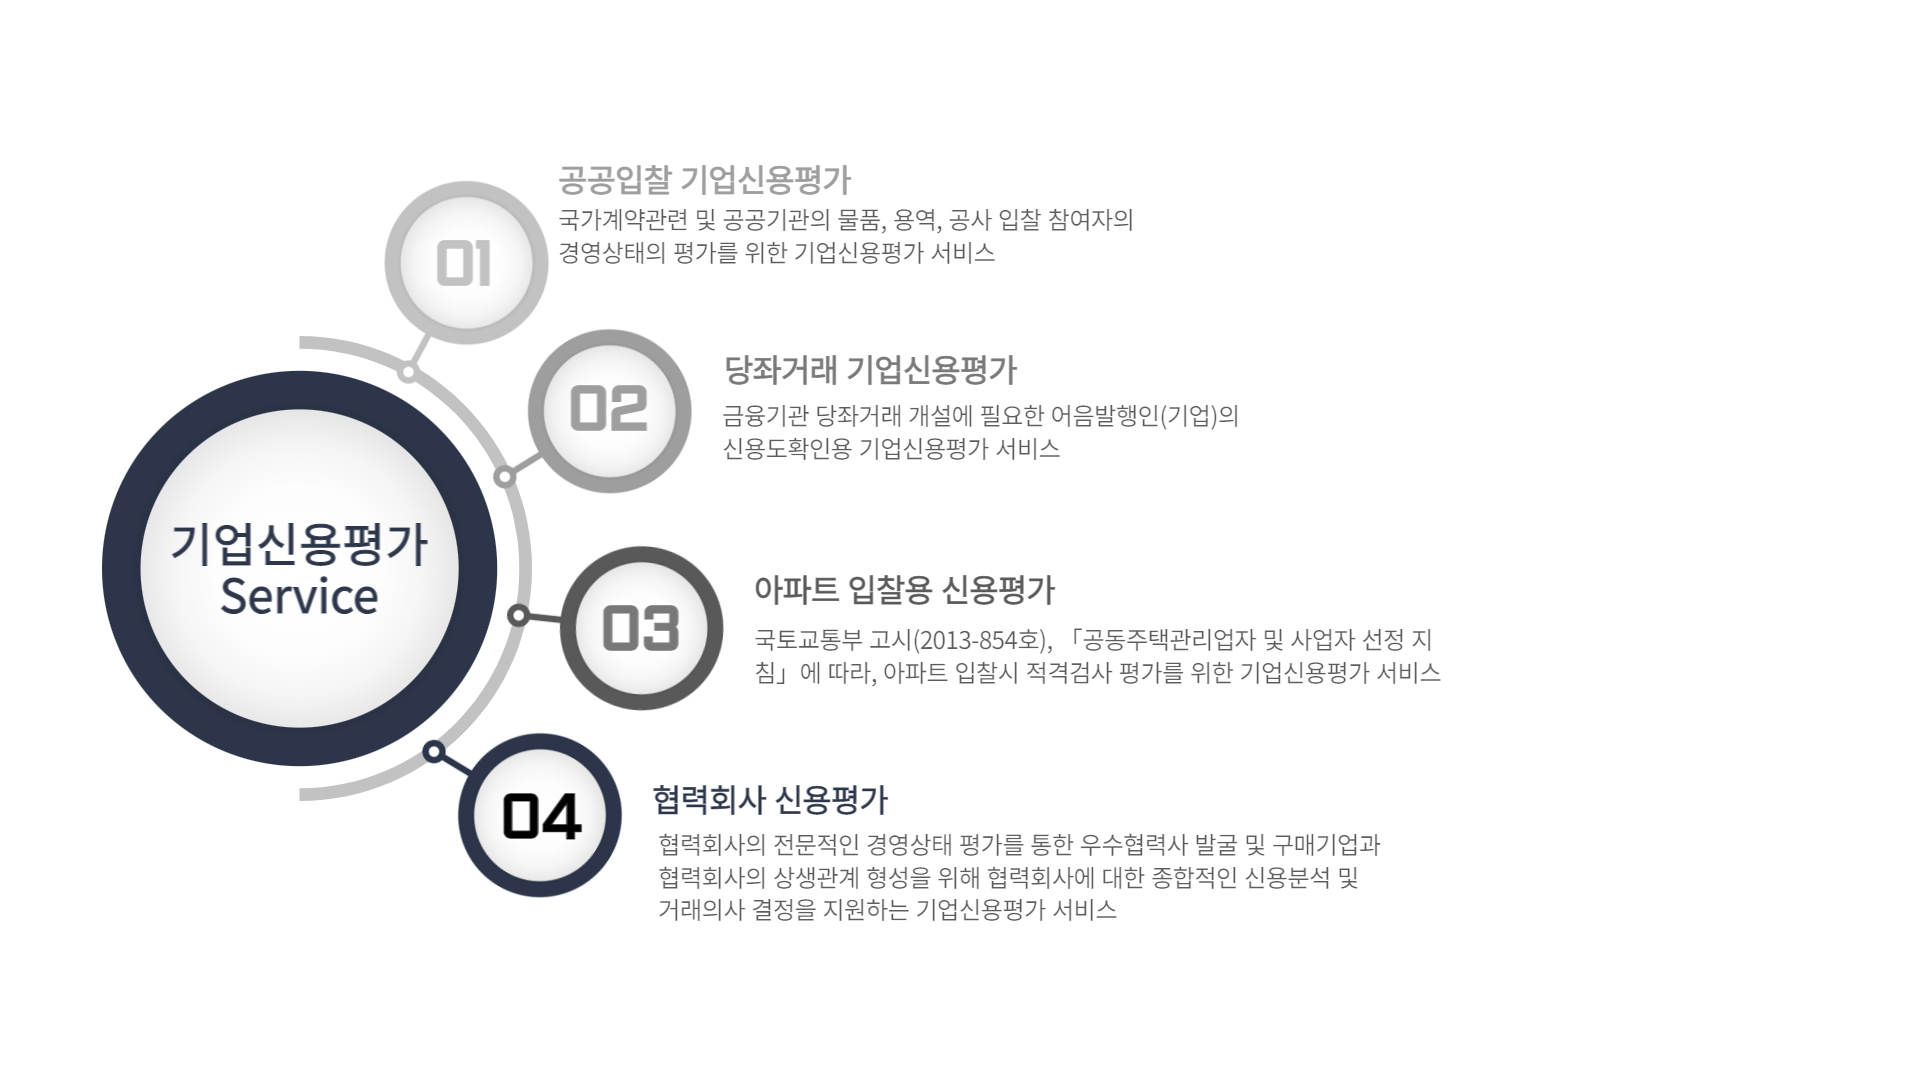 기업신용평가
Service
01
공공입찰 기업신용평가
국가계약관련 및 공공기관의 물품, 용역, 공사 입찰 참여자의
경영상태의 평가를 위한 기업신용평가 서비스
02
당좌거래 기업신용평가
금융기관 당좌거래 개설에 필요한 어음발행인(기업)의
신용도확인용 기업신용평가 서비스
03
아파트 입찰용 신용평가
국토교통부 고시(2013-854호), 「공동주택관리업자 및 사업자 선정 지
침」에 따라, 아파트 입찰시 적격검사 평가를 위한 기업신용평가 서비스
04
협력회사 신용평가
협력회사의 전문적인 경영상태 평가를 통한 우수협력사 발굴 및 구매기업과
협력회사의 상생관계 형성을 위해 협력회사에 대한 종합적인 신용분석 및
거래의사 결정을 지원하는 기업신용평가 서비스